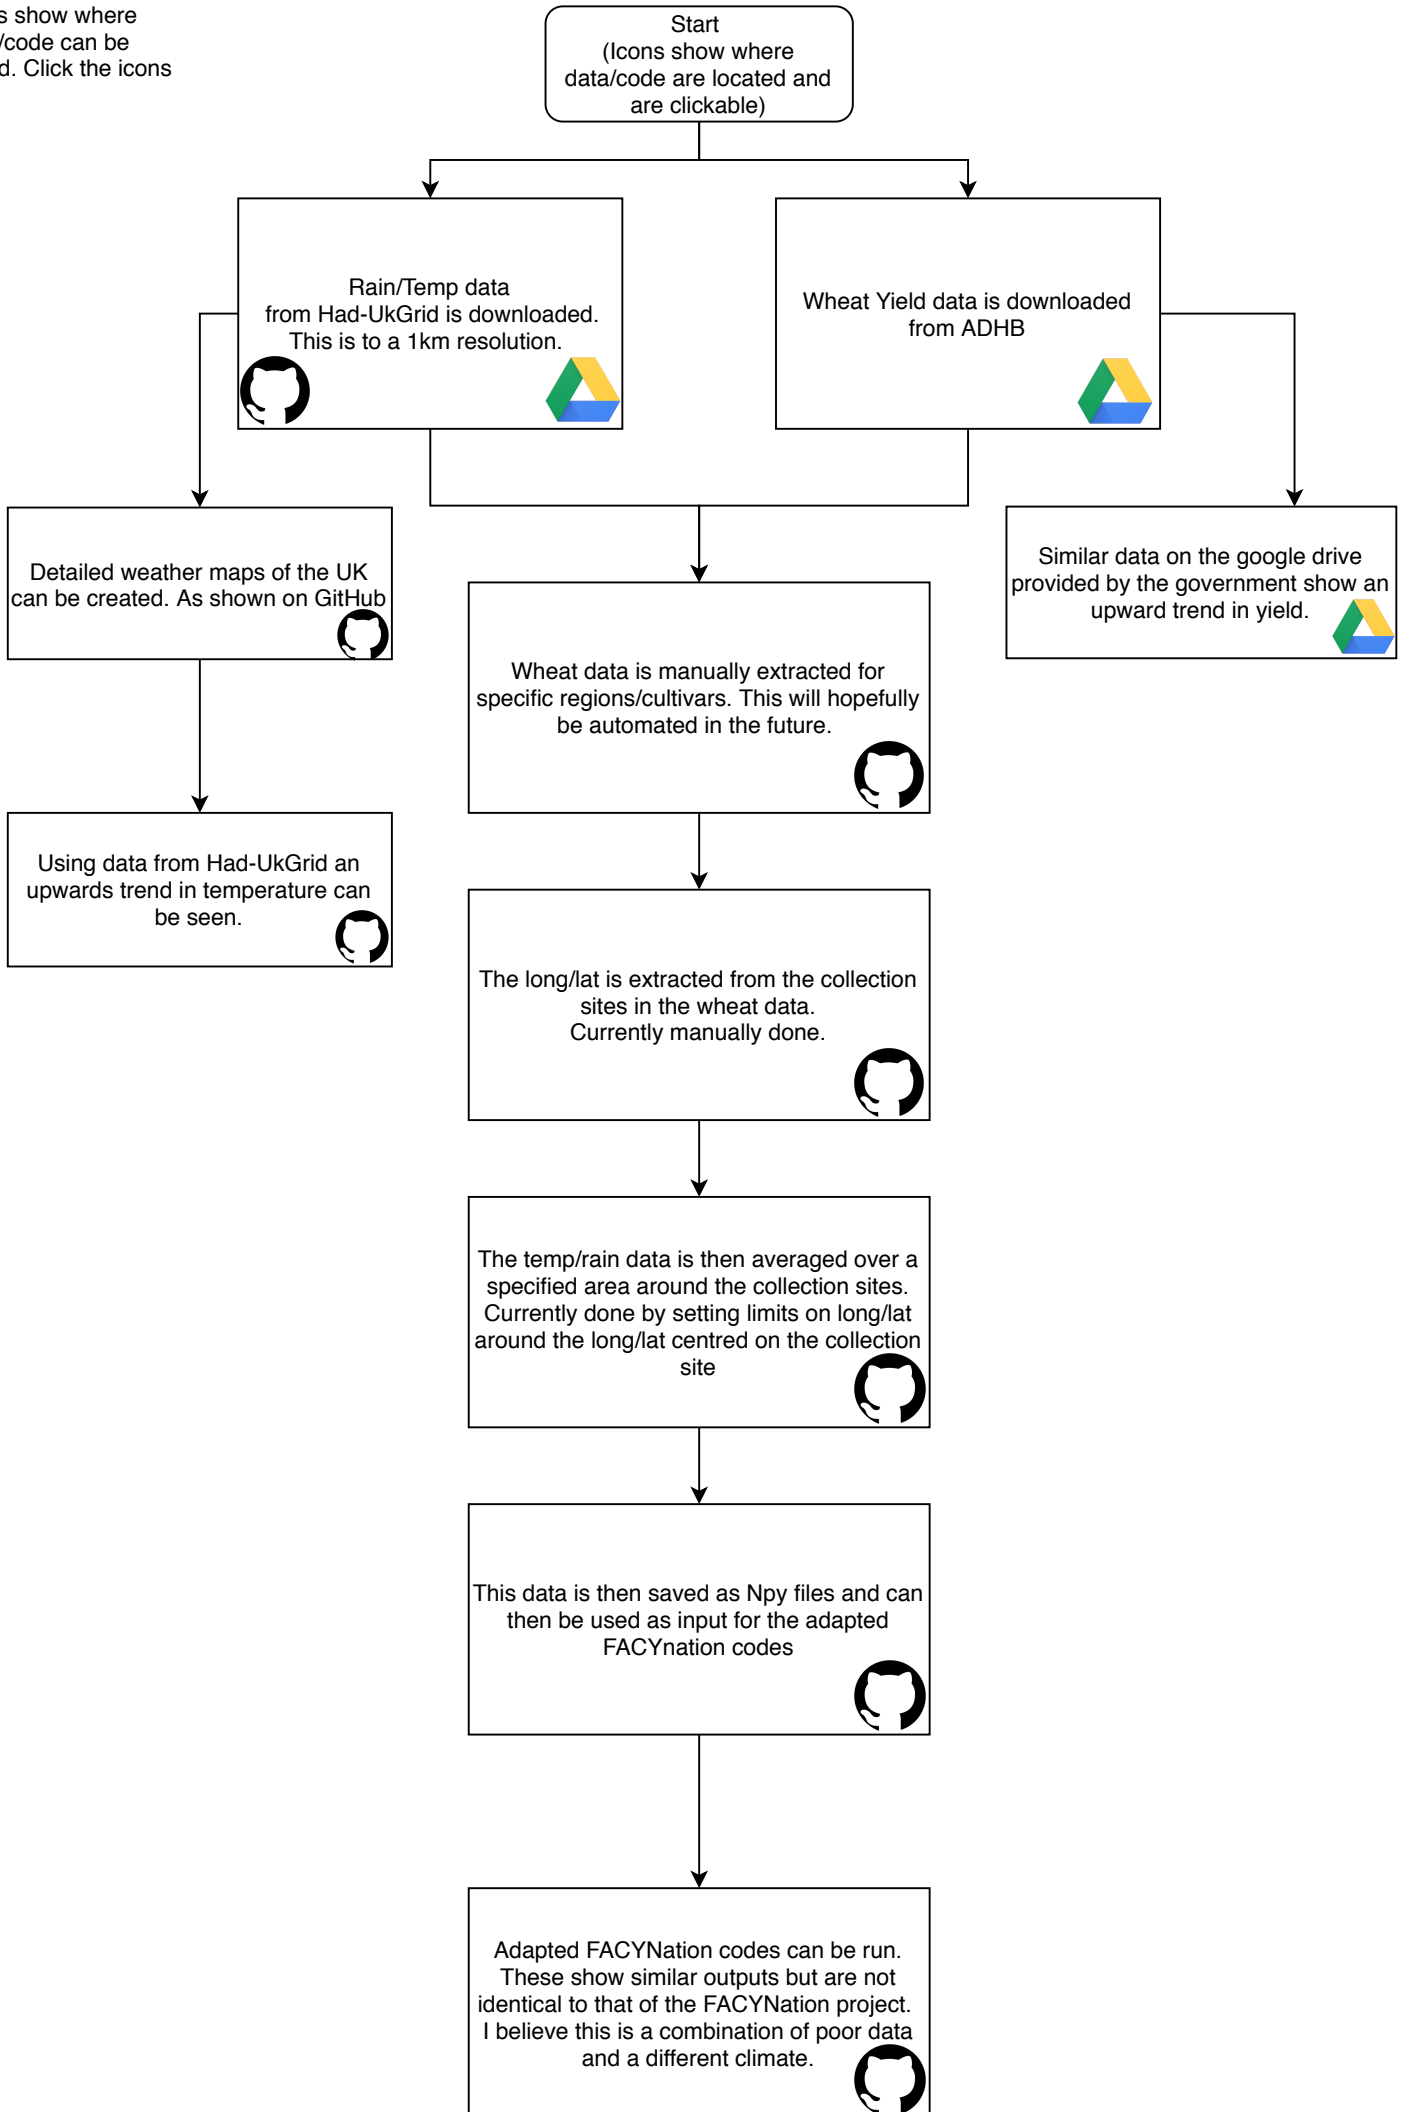 s show where
/code can be
d. Click the icons
Start
(Icons show where
data/code are located and
are clickable)
Rain/Temp data
from Had-UkGrid is downloaded.
This is to a 1km resolution.
Wheat Yield data is downloaded
from ADHB
Detailed weather maps of the UK
can be created. As shown on GitHub
Similar data on the google drive
provided by the government show an
upward trend in yield.
Wheat data is manually extracted for
specific regions/cultivars. This will hopefully
be automated in the future.
Using data from Had-UkGrid an
upwards trend in temperature can
be seen.
The long/lat is extracted from the collection
sites in the wheat data.
Currently manually done.
The temp/rain data is then averaged over a
specified area around the collection sites.
Currently done by setting limits on long/lat
around the long/lat centred on the collection
site
This data is then saved as Npy files and can
then be used as input for the adapted
FACYnation codes
Adapted FACYNation codes can be run.
These show similar outputs but are not
identical to that of the FACYNation project.
I believe this is a combination of poor data
and a different climate.